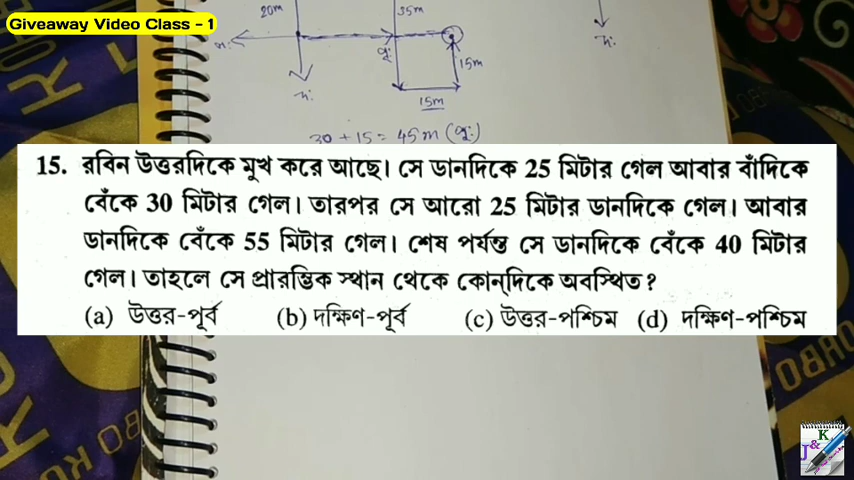 Giveaway Video Class - 1
20m
35m
পূ:
15m
দ:
দ:
15m
30 + 15 = 45m (পূ:)
15. রবিন উত্তরদিকে মুখ করে আছে। সে ডানদিকে 25 মিটার গেল আবার বাঁদিকে
বেঁকে 30 মিটার গেল। তারপর সে আরো 25 মিটার ডানদিকে গেল। আবার
ডানদিকে বেঁকে 55 মিটার গেল। শেষ পর্যন্ত সে ডানদিকে বেঁকে 40 মিটার
গেল। তাহলে সে প্রারম্ভিক স্থান থেকে কোন্‌দিকে অবস্থিত?
(a) উত্তর-পূর্ব (b) দক্ষিণ-পূর্ব (c) উত্তর-পশ্চিম (d) দক্ষিণ-পশ্চিম
J&K